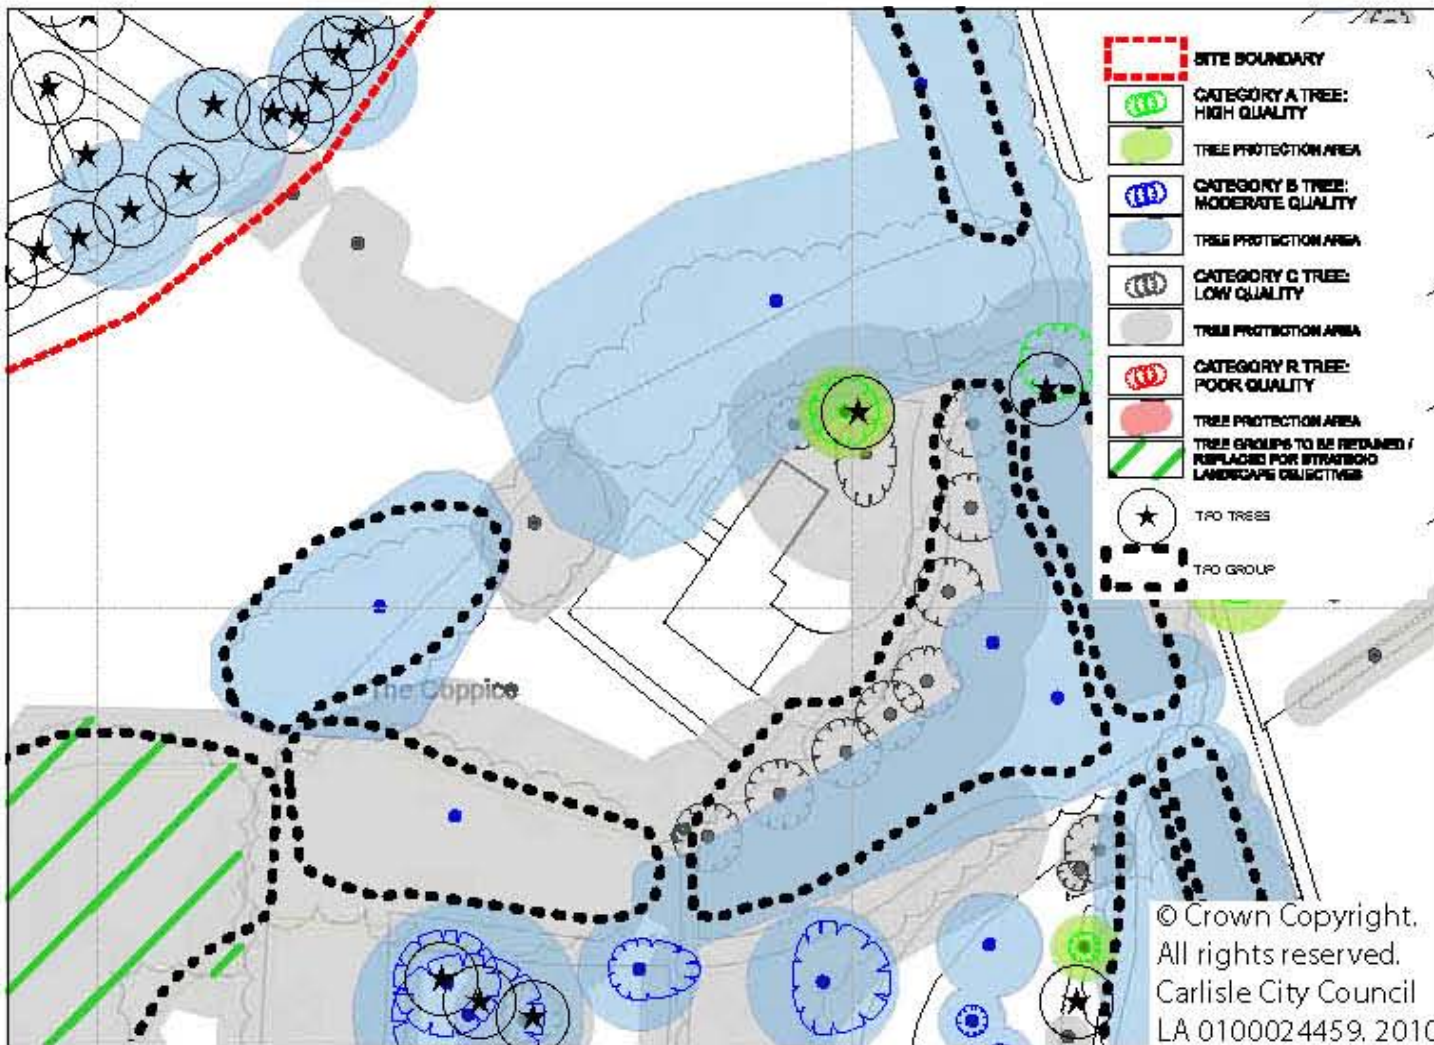 SITE BOUNDARY
CATEGORY A TREE:
HIGH QUALITY
TREE PROTECTION AREA
CATEGORY B TREE:
MODERATE QUALITY
TREE PROTECTION AREA
CATEGORY C TREE:
LOW QUALITY
TREE PROTECTION AREA
CATEGORY R TREE:
POOR QUALITY
TREE PROTECTION AREA
TREE GROUPS TO BE RETAINED /
REPLACED FOR STRATEGIC
LANDSCAPE OBJECTIVES
TPO TREES
TPO GROUP
The Coppice
© Crown Copyright.
All rights reserved.
Carlisle City Council
LA 0100024459. 2010